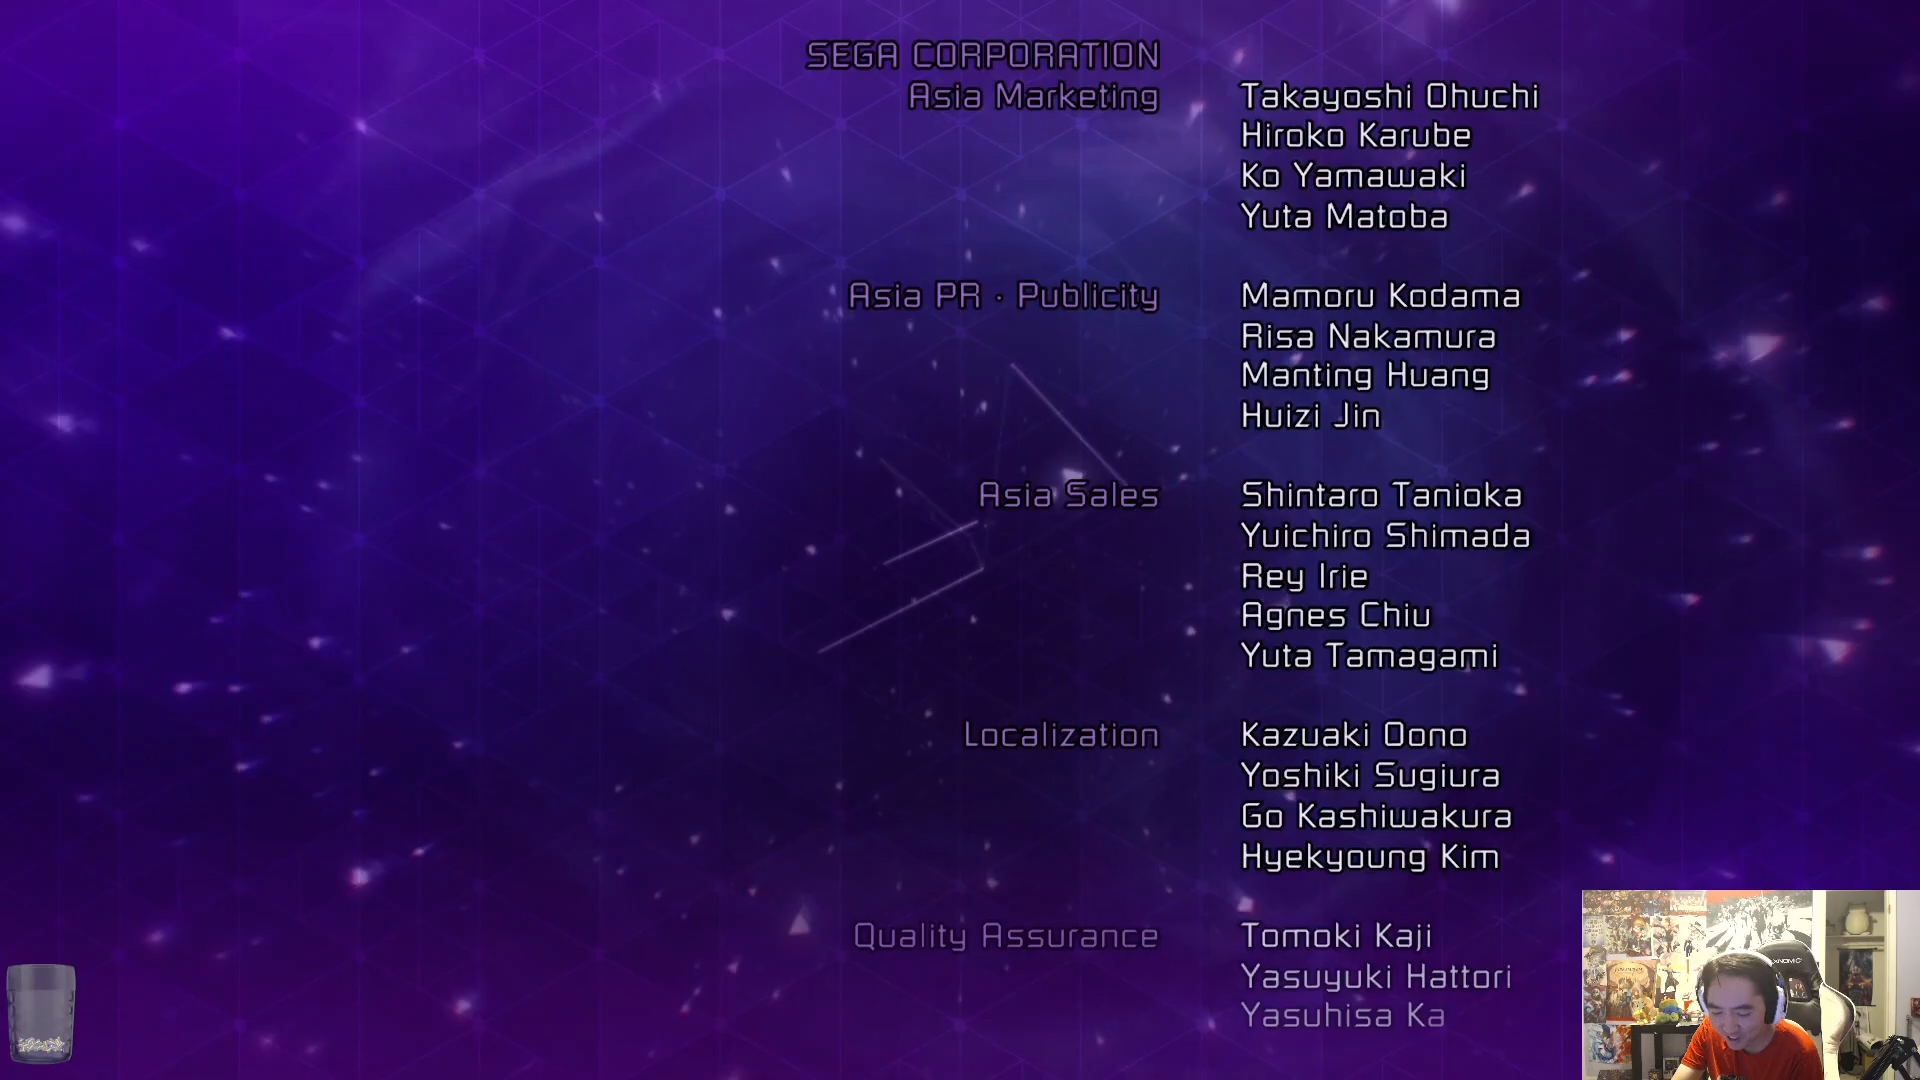 SEGA CORPORATION
Asia Marketing Takayoshi Ohuchi
Hiroko Karube
Ko Yamawaki
Yuta Matoba
Asia PR · Publicity Mamoru Kodama
Risa Nakamura
Manting Huang
Huizi Jin
Asia Sales Shintaro Tanioka
Yuichiro Shimada
Rey Irie
Agnes Chiu
Yuta Tamagami
Localization Kazuaki Oono
Yoshiki Sugiura
Go Kashiwakura
Hyekyoung Kim
Quality Assurance Tomoki Kaji
Yasuyuki Hattori
Yasuhisa Ka